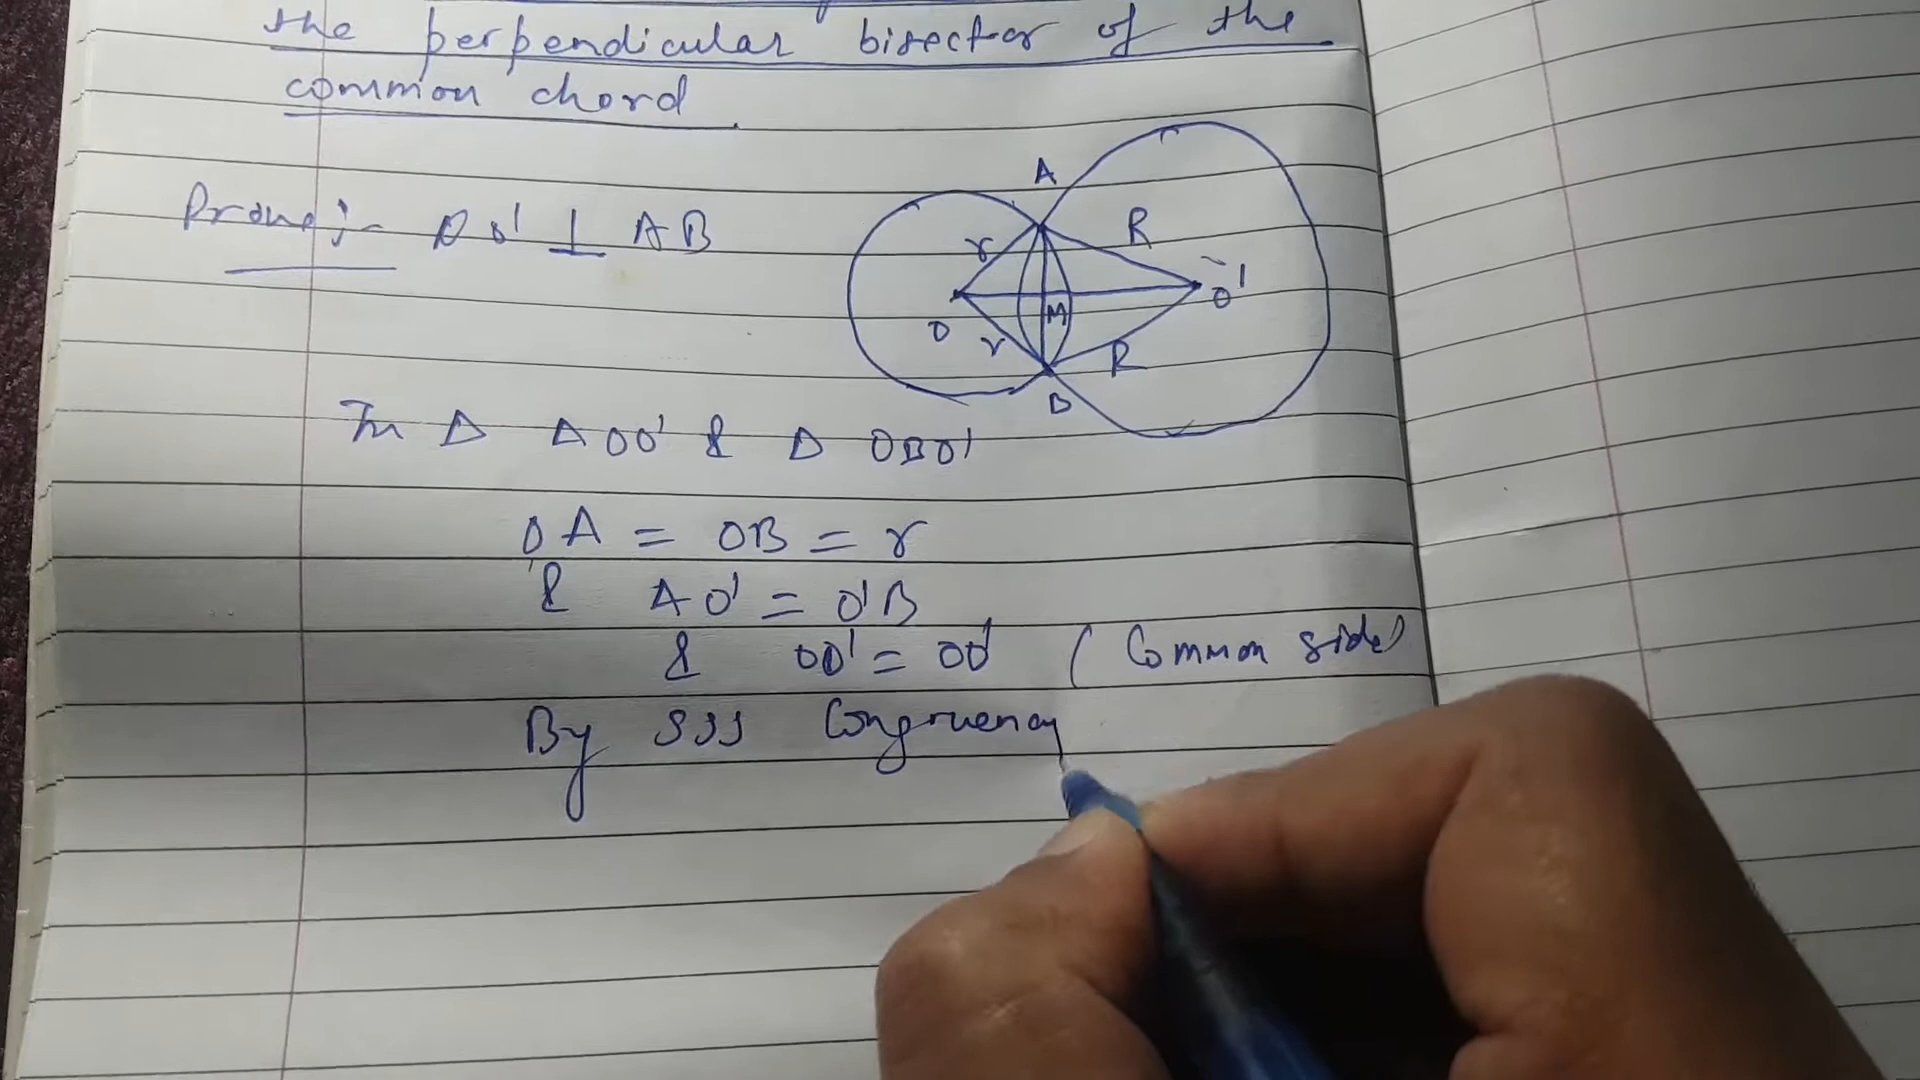 the perpendicular bisector of the
common chord
Prove :- OO' ⊥ AB
A
r
R
O
M
O'
r
R
B
In Δ AOO' & Δ OBO'
OA = OB = r
& AO' = O'B
& OO' = OO' (Common side)
By SSS Congruency